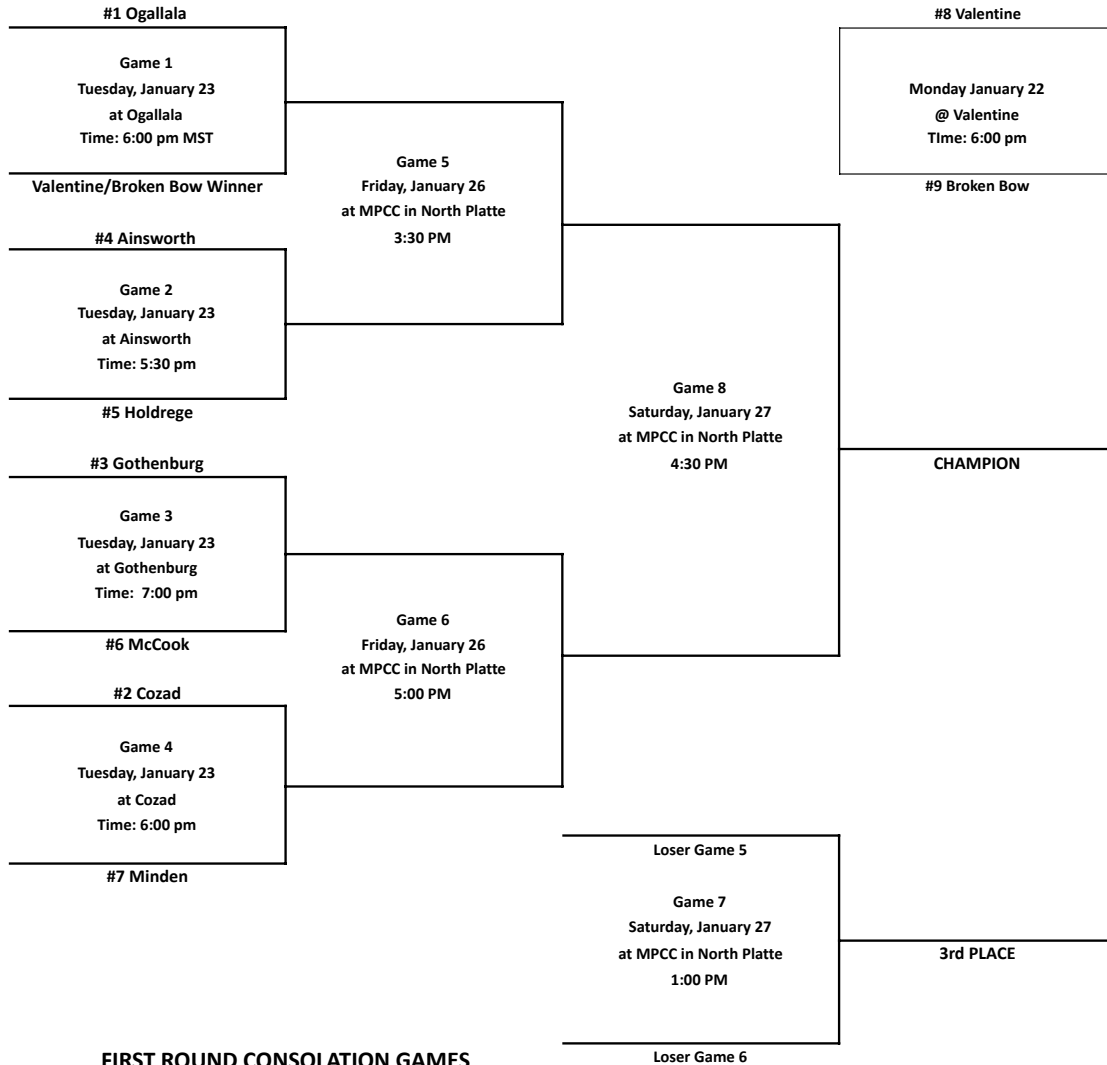 #1 Ogallala
Game 1
Tuesday, January 23
at Ogallala
Time: 6:00 pm MST
Valentine/Broken Bow Winner
#4 Ainsworth
Game 2
Tuesday, January 23
at Ainsworth
Time: 5:30 pm
#5 Holdrege
#3 Gothenburg
Game 3
Tuesday, January 23
at Gothenburg
Time:  7:00 pm
#6 McCook
#2 Cozad
Game 4
Tuesday, January 23
at Cozad
Time: 6:00 pm
#7 Minden
Game 5
Friday, January 26
at MPCC in North Platte
3:30 PM
Game 6
Friday, January 26
at MPCC in North Platte
5:00 PM
Game 8
Saturday, January 27
at MPCC in North Platte
4:30 PM
CHAMPION
#8 Valentine
Monday January 22
@ Valentine
TIme: 6:00 pm
#9 Broken Bow
Loser Game 5
Game 7
Saturday, January 27
at MPCC in North Platte
1:00 PM
Loser Game 6
3rd PLACE
FIRST ROUND CONSOLATION GAMES